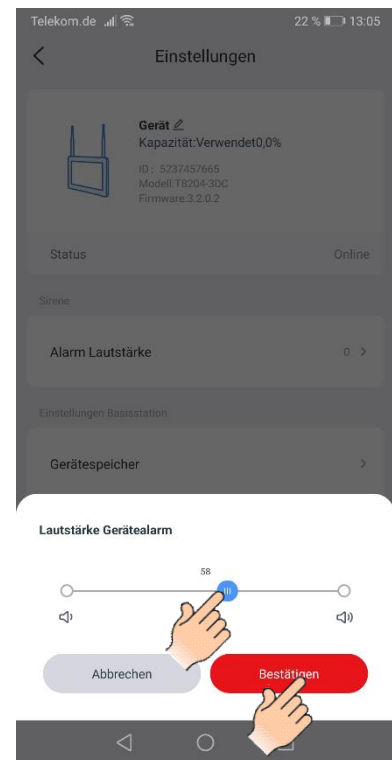 Telekom.de 22 % 13:05
Einstellungen
Gerät
Kapazität:Verwendet0,0%
ID : 5237457665
Modell:T8204-3DC
Firmware:3.2.0.2
Status Online
Sirene
Alarm Lautstärke 0 >
Einstellungen Basisstation
Gerätespeicher >
Lautstärke Gerätealarm
58
Abbrechen Bestätigen